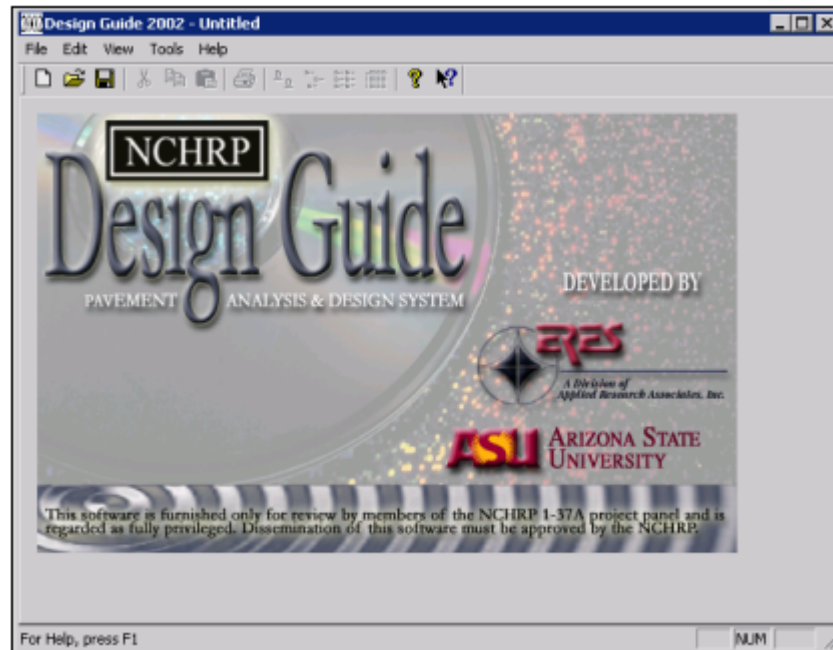 Design Guide 2002 - Untitled
File Edit View Tools Help
NCHRP
Design Guide
PAVEMENT ANALYSIS & DESIGN SYSTEM
DEVELOPED BY
ERES
A Division of
Applied Research Associates, Inc.
ASU ARIZONA STATE
UNIVERSITY
This software is furnished only for review by members of the NCHRP 1-37A project panel and is
regarded as fully privileged. Dissemination of this software must be approved by the NCHRP.
For Help, press F1
NUM